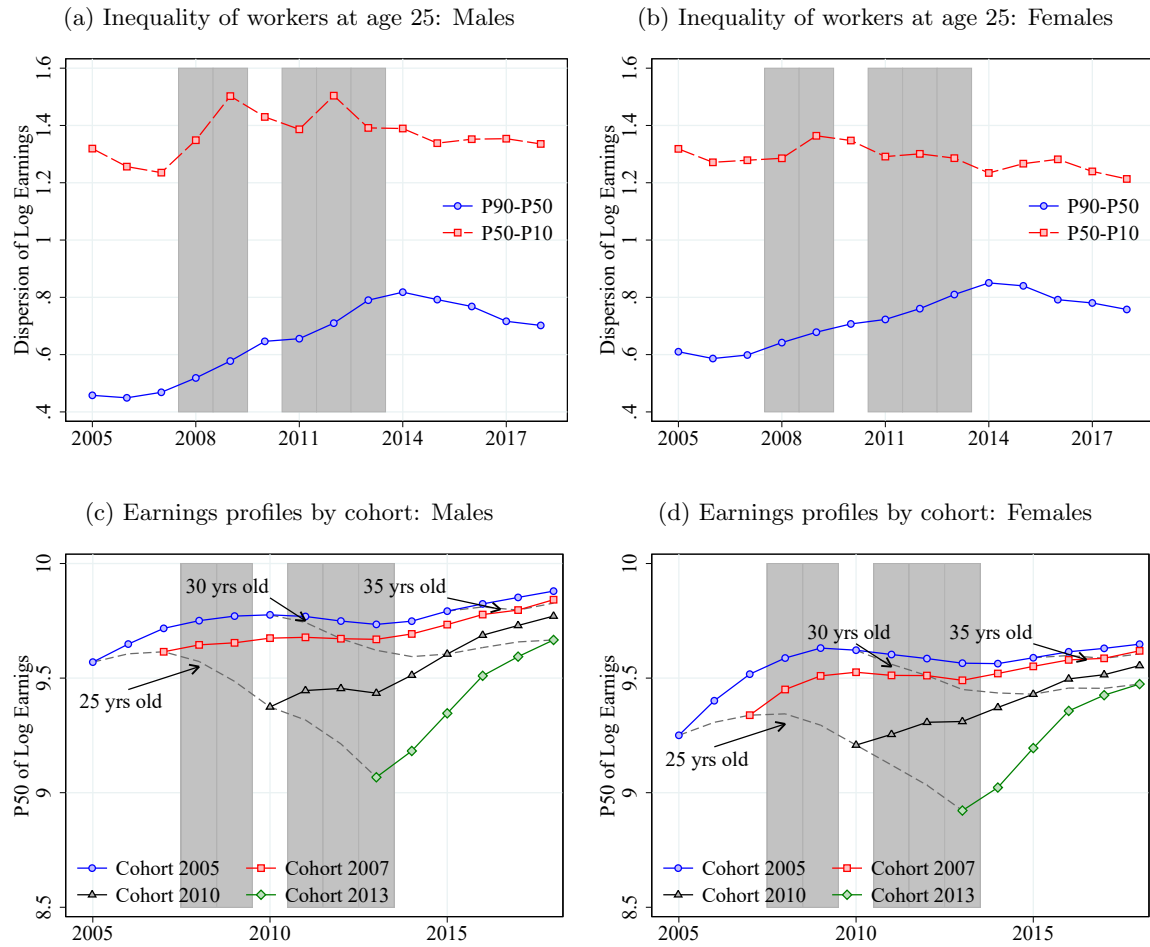 (a) Inequality of workers at age 25: Males
Dispersion of Log Earnings
1.6
1.4
1.2
1
.8
.6
.4
P90-P50
P50-P10
2005 2008 2011 2014 2017
(b) Inequality of workers at age 25: Females
Dispersion of Log Earnings
1.6
1.4
1.2
1
.8
.6
.4
P90-P50
P50-P10
2005 2008 2011 2014 2017
(c) Earnings profiles by cohort: Males
P50 of Log Earnigs
10
9.5
9
8.5
30 yrs old
35 yrs old
25 yrs old
Cohort 2005 Cohort 2007
Cohort 2010 Cohort 2013
2005 2010 2015
(d) Earnings profiles by cohort: Females
P50 of Log Earnings
10
9.5
9
8.5
30 yrs old
35 yrs old
25 yrs old
Cohort 2005 Cohort 2007
Cohort 2010 Cohort 2013
2005 2010 2015